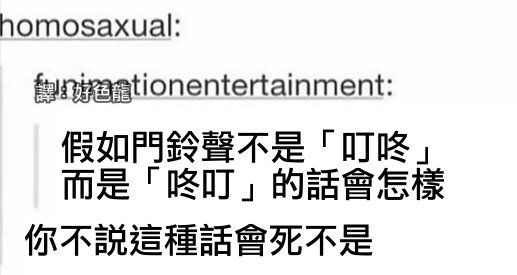 homosaxual:
funimationentertainment:
譯：好色龍
假如門鈴聲不是「叮咚」
而是「咚叮」的話會怎樣
你不說這種話會死不是